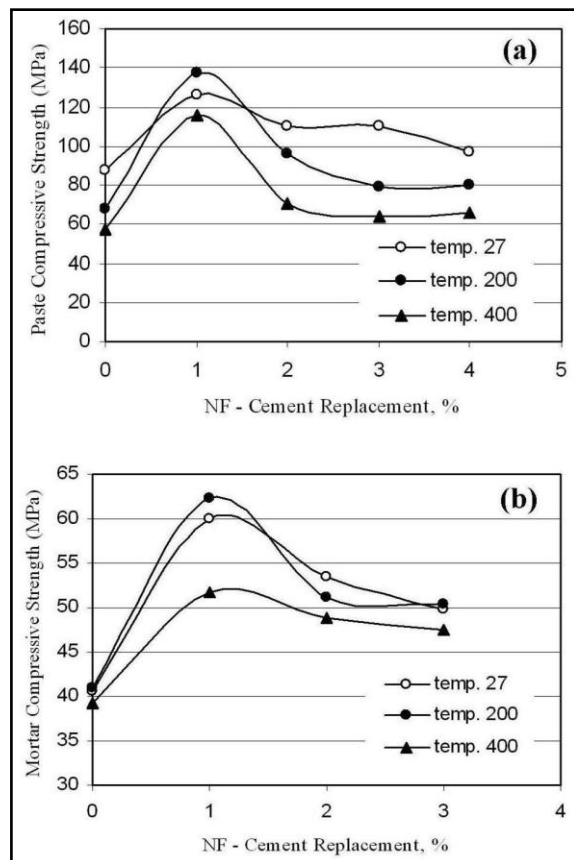 (a)
Paste Compressive Strength (MPa)
160
140
120
100
80
60
40
20
0
0 1 2 3 4 5
temp. 27
temp. 200
temp. 400
NF - Cement Replacement, %
(b)
Mortar Compressive Strength (MPa)
65
60
55
50
45
40
35
30
0 1 2 3 4
temp. 27
temp. 200
temp. 400
NF - Cement Replacement, %